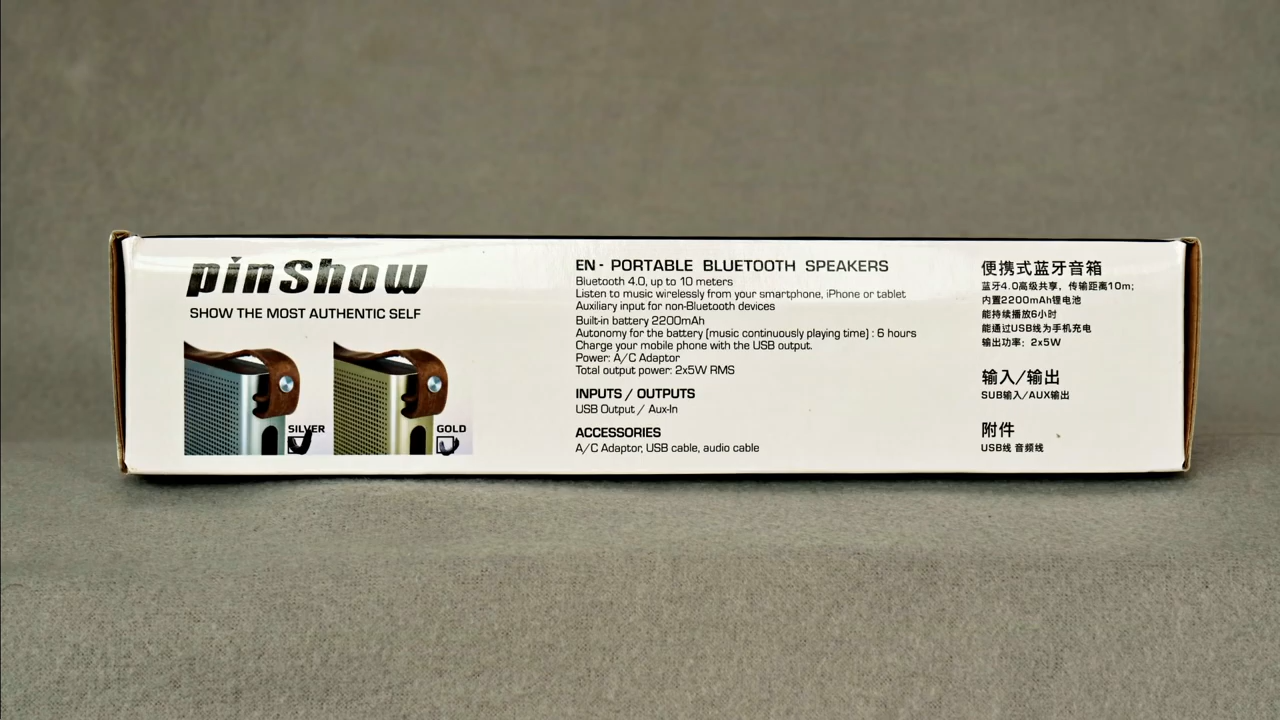 pinShow
SHOW THE MOST AUTHENTIC SELF
SILVER
GOLD
EN - PORTABLE BLUETOOTH SPEAKERS
Bluetooth 4.0, up to 10 meters
Listen to music wirelessly from your smartphone, iPhone or tablet
Auxiliary input for non-Bluetooth devices
Built-in battery 2200mAh
Autonomy for the battery (music continuously playing time) : 6 hours
Charge your mobile phone with the USB output.
Power: A/C Adaptor
Total output power: 2x5W RMS
INPUTS / OUTPUTS
USB Output / Aux-In
ACCESSORIES
A/C Adaptor, USB cable, audio cable
便携式蓝牙音箱
蓝牙4.0高级共享，传输距离10m;
内置2200mAh锂电池
能持续播放6小时
能通过USB线为手机充电
输出功率：2x5W
输入/输出
SUB输入/AUX输出
附件
USB线 音频线